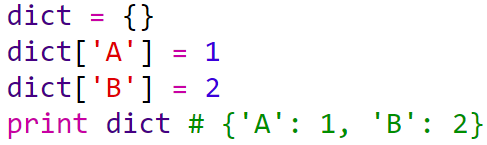 dict = {}
dict['A'] = 1
dict['B'] = 2
print dict # {'A': 1, 'B': 2}